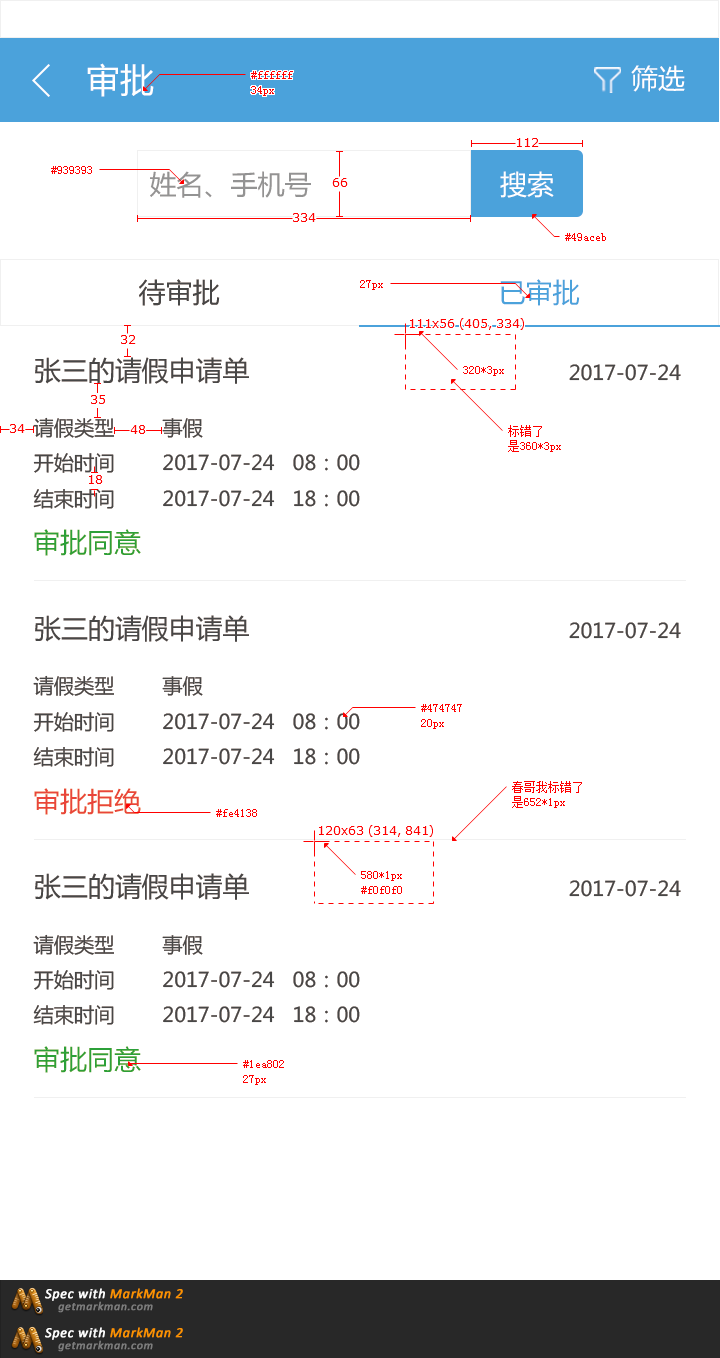 审批
#ffffff
34px
筛选
112
#939393
姓名、手机号
66
搜索
334
#49aceb
待审批
27px
已审批
111x56 (405, 334)
32
320*3px
张三的请假申请单
2017-07-24
35
标错了
是360*3px
34
请假类型
48
事假
开始时间
2017-07-24 08：00
18
结束时间
2017-07-24 18：00
审批同意
张三的请假申请单
2017-07-24
请假类型
事假
#474747
20px
开始时间
2017-07-24 08：00
结束时间
2017-07-24 18：00
春哥我标错了
是652*1px
审批拒绝
#fe4138
120x63 (314, 841)
580*1px
#f0f0f0
张三的请假申请单
2017-07-24
请假类型
事假
开始时间
2017-07-24 08：00
结束时间
2017-07-24 18：00
审批同意
#1ea802
27px
Spec with MarkMan 2
getmarkman.com
Spec with MarkMan 2
getmarkman.com